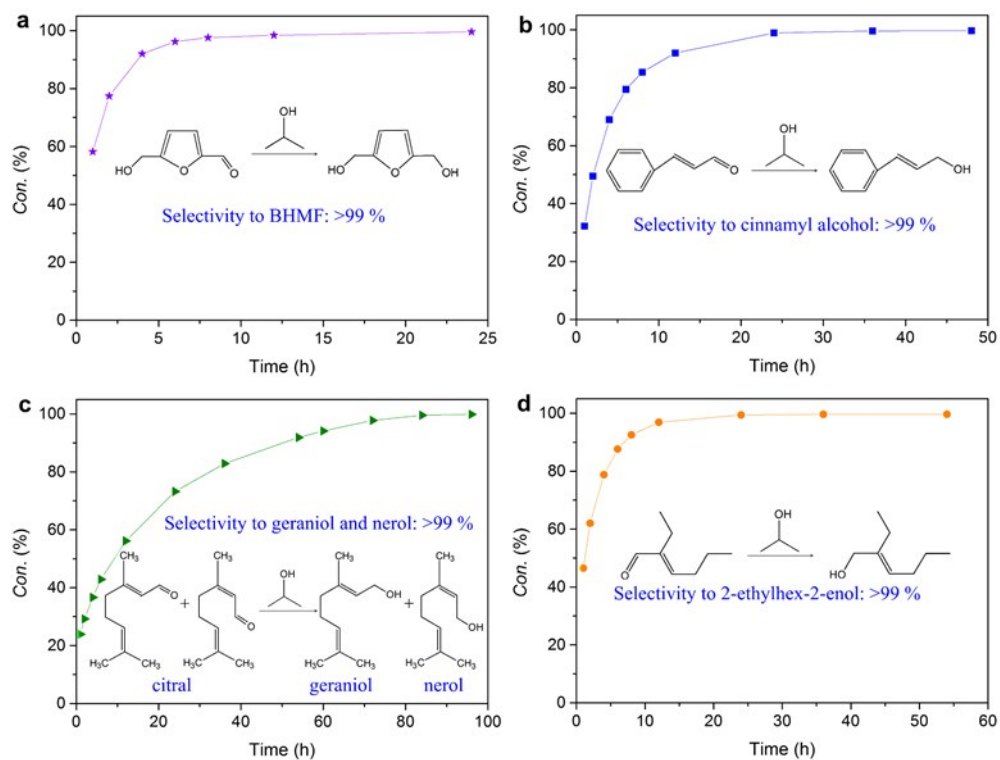 a
Con. (%)
100
80
60
40
20
0
OH
HO
O
O
HO
O
OH
Selectivity to BHMF: >99 %
0 5 10 15 20 25
Time (h)
b
Con. (%)
100
80
60
40
20
0
OH
O
OH
Selectivity to cinnamyl alcohol: >99 %
0 10 20 30 40 50
Time (h)
c
Con. (%)
100
80
60
40
20
0
Selectivity to geraniol and nerol: >99 %
CH3 CH3 OH CH3 CH3
O + O OH + OH
H3C CH3 H3C CH3 H3C CH3 H3C CH3
citral geraniol nerol
0 20 40 60 80 100
Time (h)
d
Con. (%)
100
80
60
40
20
0
OH
O HO
Selectivity to 2-ethylhex-2-enol: >99 %
0 10 20 30 40 50 60
Time (h)